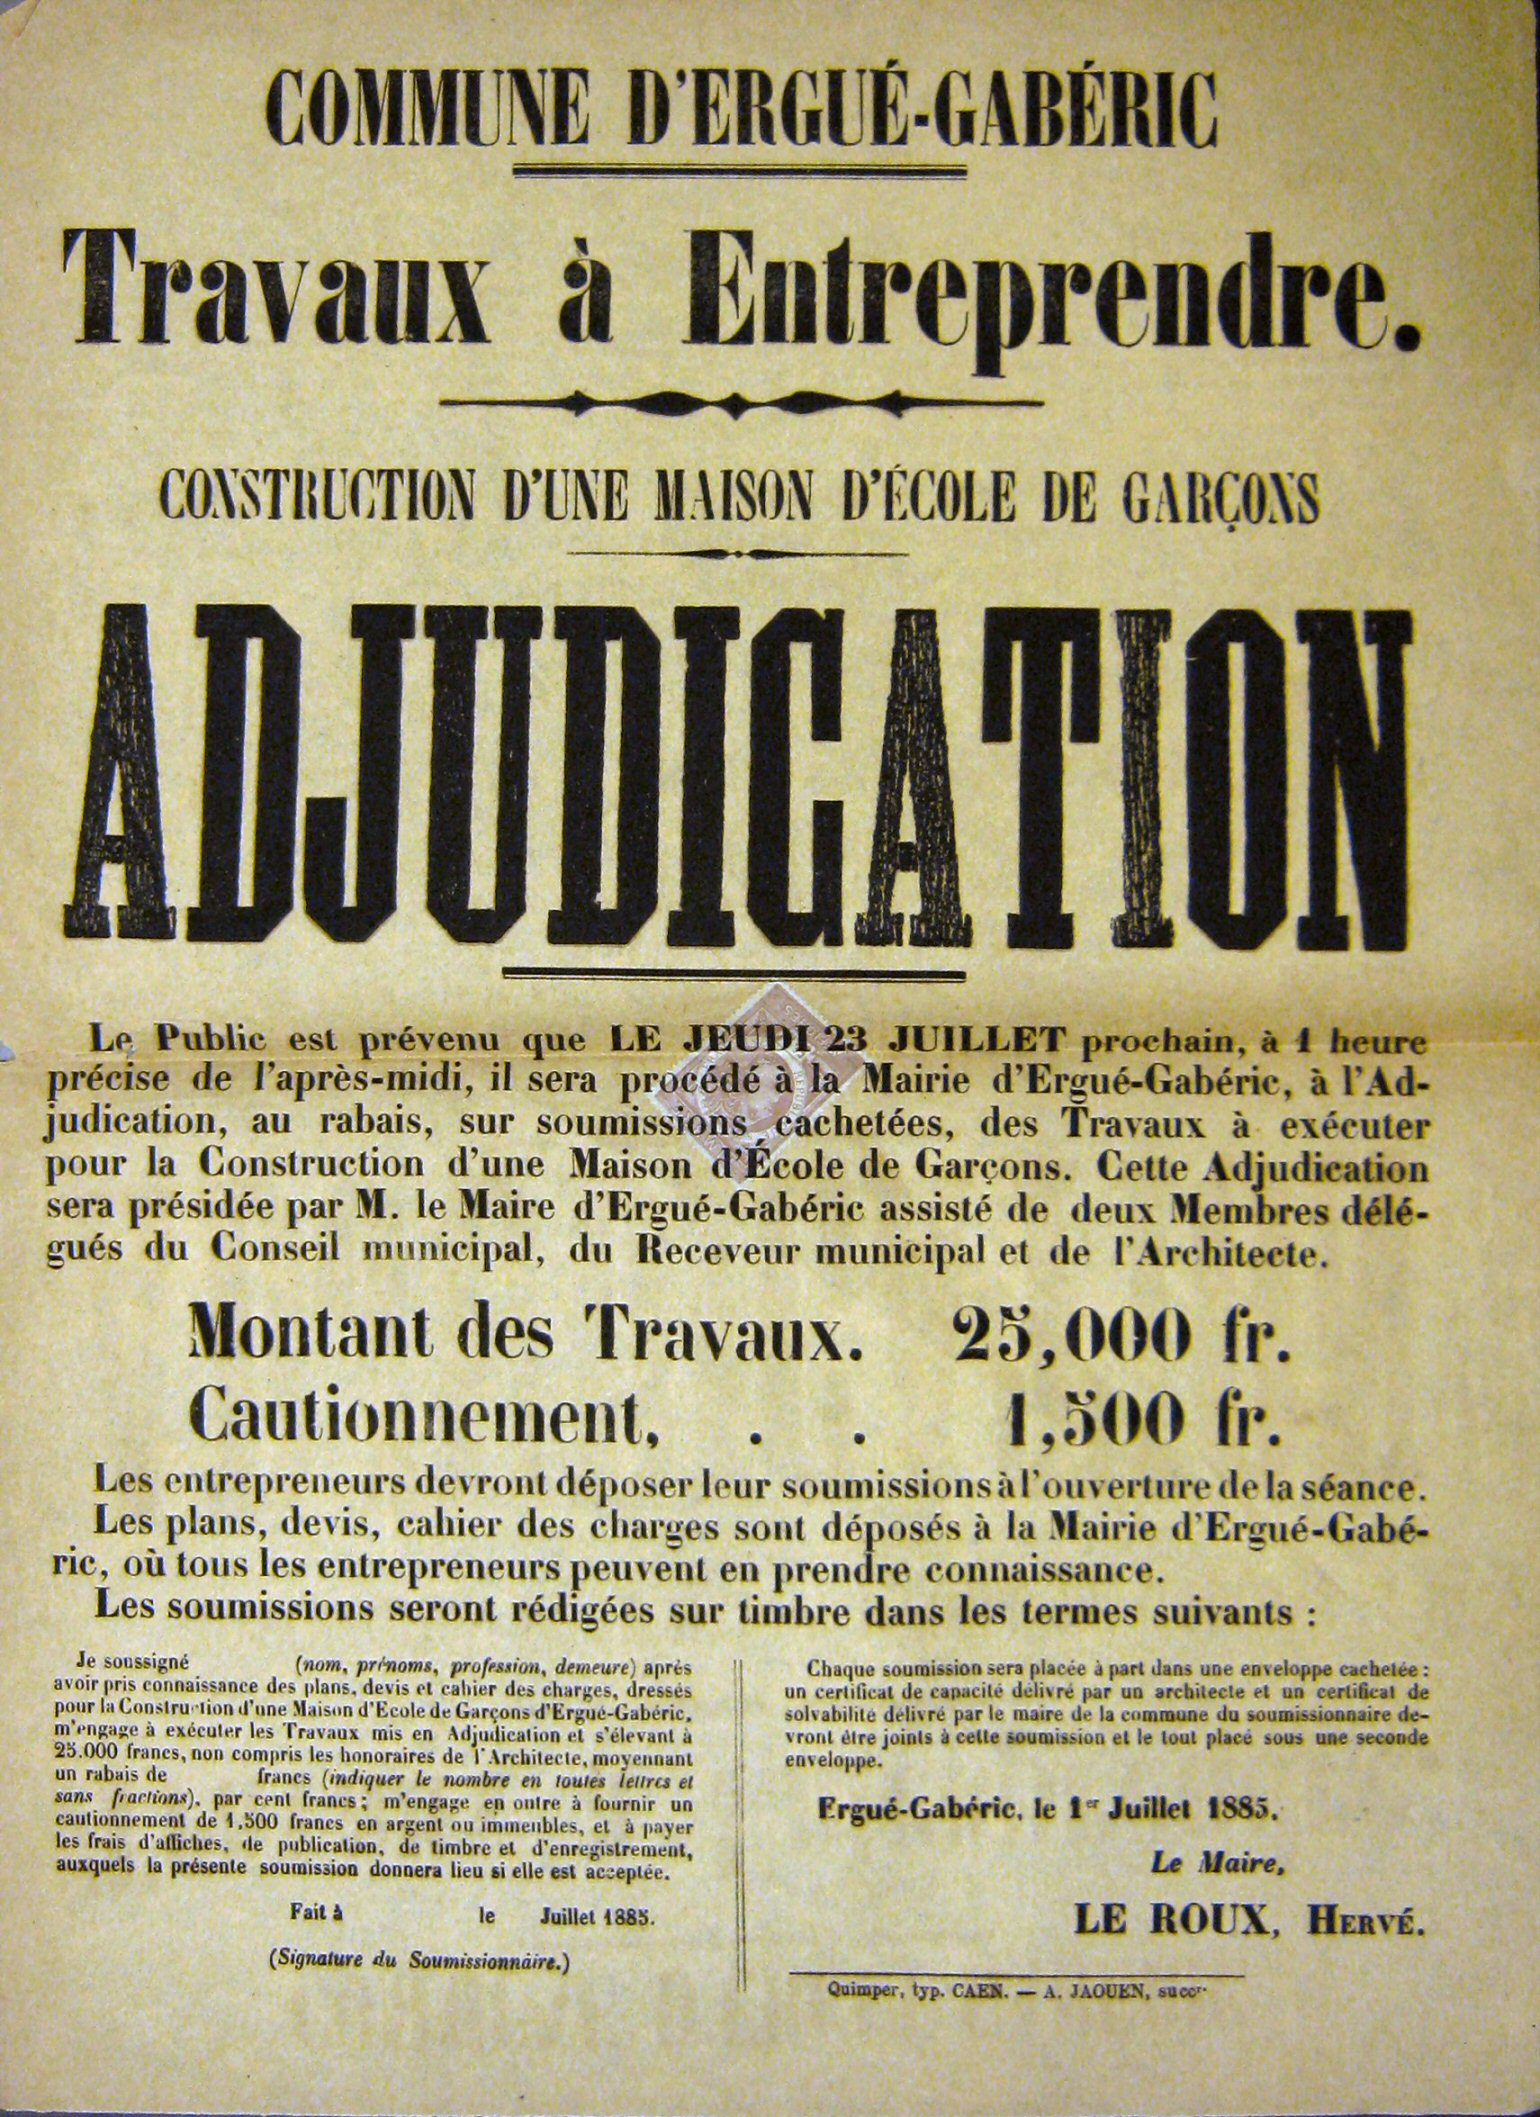 COMMUNE D'ERGUÉ-GABÉRIC
Travaux à Entreprendre.
CONSTRUCTION D'UNE MAISON D'ÉCOLE DE GARÇONS
ADJUDICATION
Le Public est prévenu que LE JEUDI 23 JUILLET prochain, à 1 heure
précise de l'après-midi, il sera procédé à la Mairie d'Ergué-Gabéric, à l'Ad-
judication, au rabais, sur soumissions cachetées, des Travaux à exécuter
pour la Construction d'une Maison d'École de Garçons. Cette Adjudication
sera présidée par M. le Maire d'Ergué-Gabéric assisté de deux Membres délé-
gués du Conseil municipal, du Receveur municipal et de l'Architecte.
Montant des Travaux. 25,000 fr.
Cautionnement, . . 1,500 fr.
Les entrepreneurs devront déposer leur soumissions à l'ouverture de la séance.
Les plans, devis, cahier des charges sont déposés à la Mairie d'Ergué-Gabé-
ric, où tous les entrepreneurs peuvent en prendre connaissance.
Les soumissions seront rédigées sur timbre dans les termes suivants :
Je soussigné (nom, prénoms, profession, demeure) après
avoir pris connaissance des plans, devis et cahier des charges, dressés
pour la Construction d'une Maison d'Ecole de Garçons d'Ergué-Gabéric,
m'engage à exécuter les Travaux mis en Adjudication et s'élevant à
25.000 francs, non compris les honoraires de l'Architecte, moyennant
un rabais de francs (indiquer le nombre en toutes lettres et
sans fractions), par cent francs; m'engage en outre à fournir un
cautionnement de 1,500 francs en argent ou immeubles, et à payer
les frais d'affiches, de publication, de timbre et d'enregistrement,
auxquels la présente soumission donnera lieu si elle est acceptée.
Fait à le Juillet 1885.
(Signature du Soumissionnaire.)
Chaque soumission sera placée à part dans une enveloppe cachetée :
un certificat de capacité délivré par un architecte et un certificat de
solvabilité délivré par le maire de la commune du soumissionnaire de-
vront être joints à cette soumission et le tout placé sous une seconde
enveloppe.
Ergué-Gabéric, le 1er Juillet 1885.
Le Maire,
LE ROUX, HERVÉ.
Quimper, typ. CAEN. — A. JAOUEN, succr.